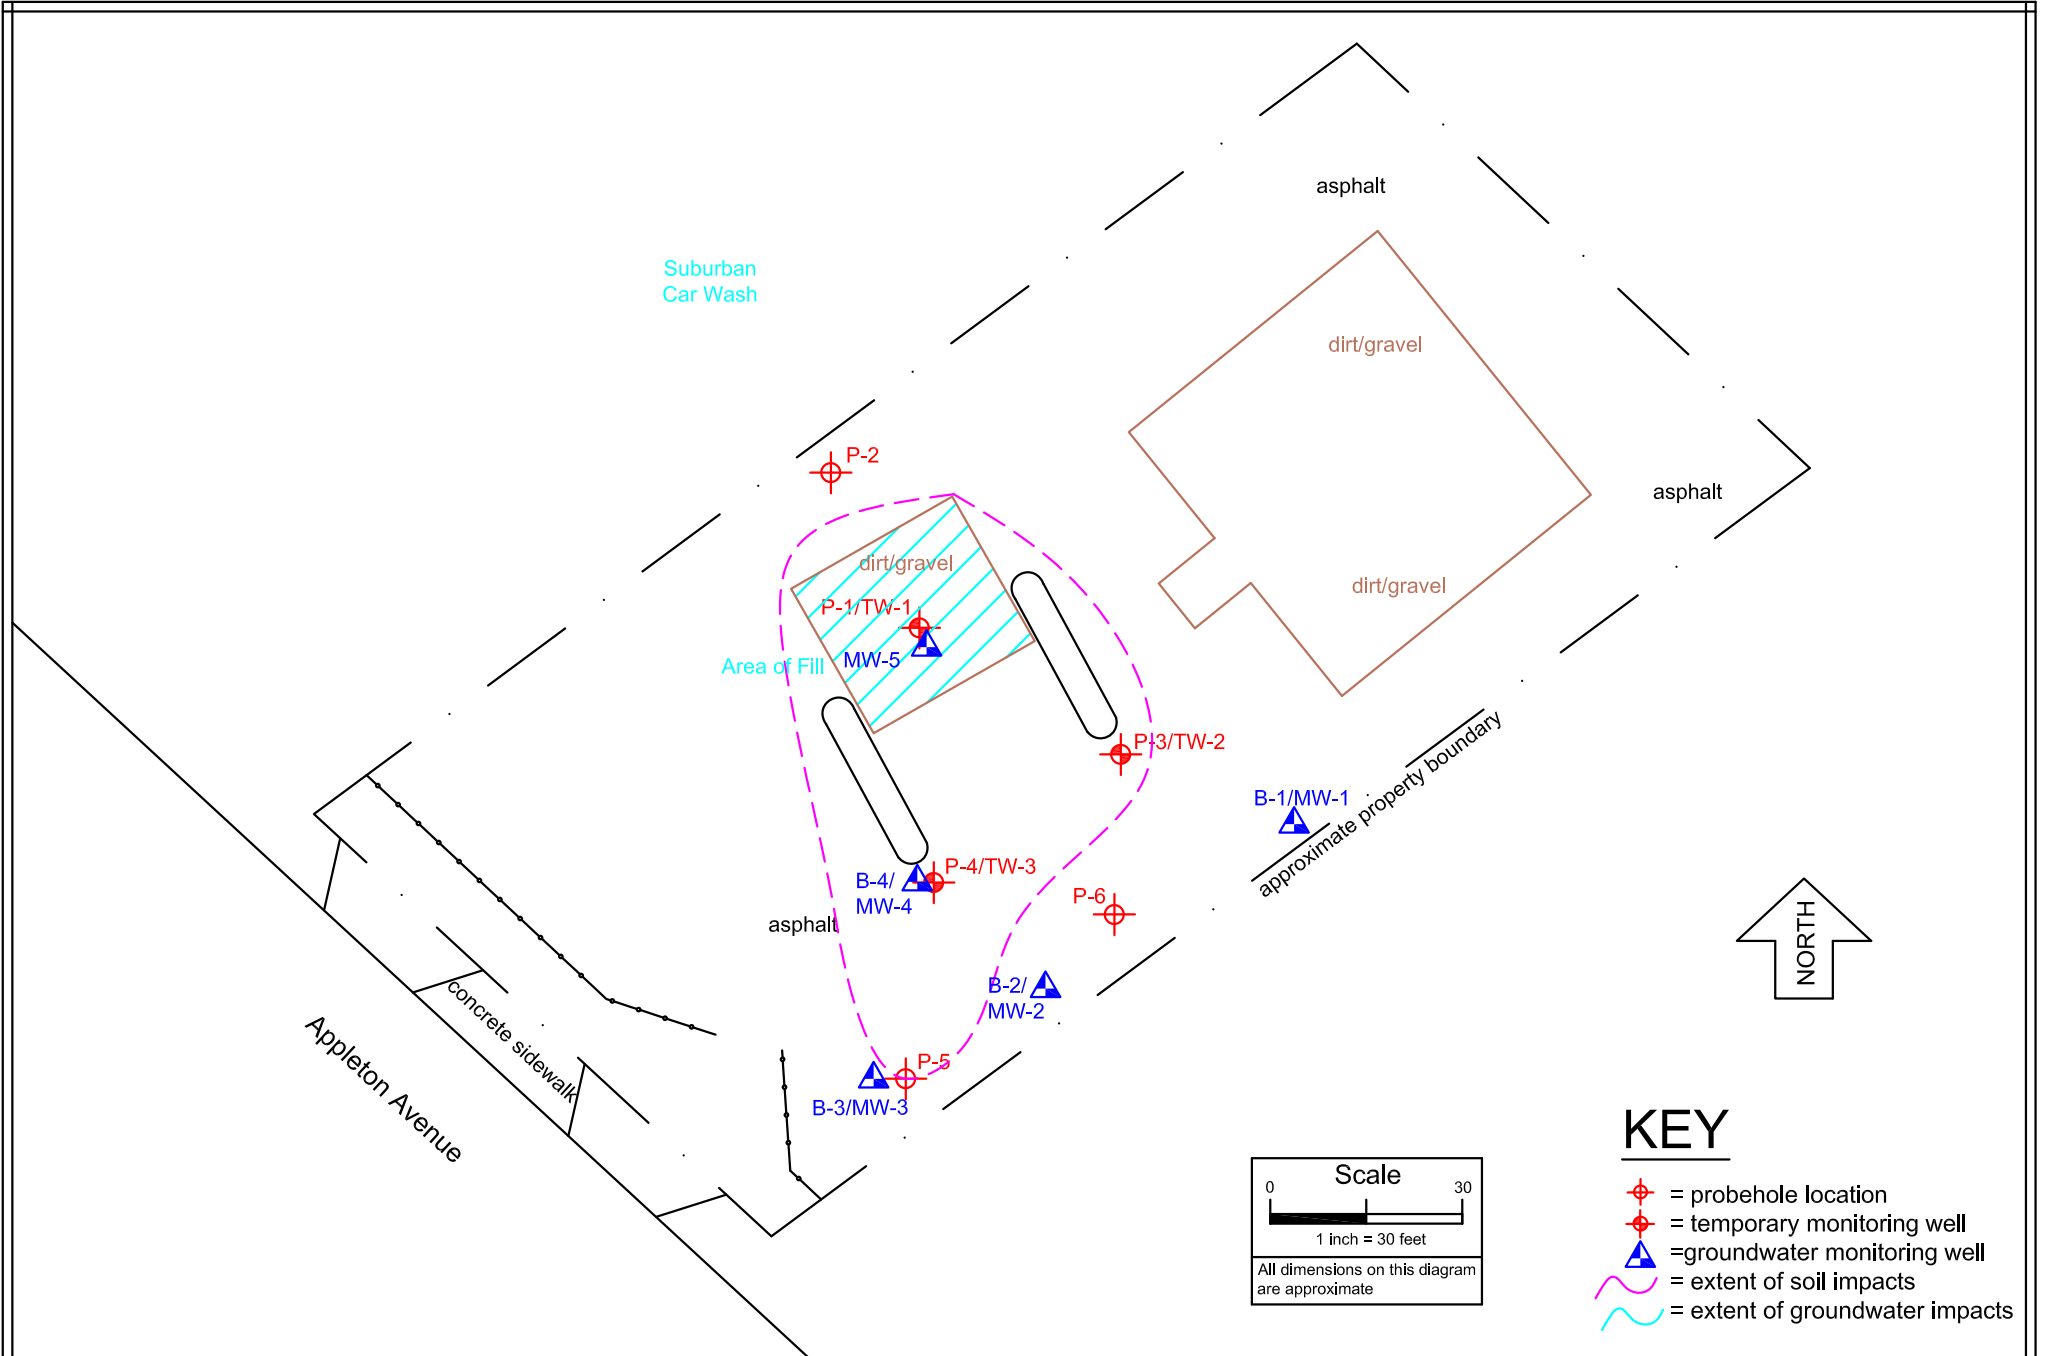 asphalt
Suburban
Car Wash
dirt/gravel
P-2
asphalt
dirt/gravel
dirt/gravel
P-1/TW-1
MW-5
Area of Fill
P-3/TW-2
approximate property boundary
B-1/MW-1
P-4/TW-3
B-4/
MW-4
P-6
asphalt
NORTH
B-2/
MW-2
concrete sidewalk
Appleton Avenue
P-5
B-3/MW-3
Scale
0 30
1 inch = 30 feet
All dimensions on this diagram
are approximate
KEY
= probehole location
= temporary monitoring well
=groundwater monitoring well
= extent of soil impacts
= extent of groundwater impacts